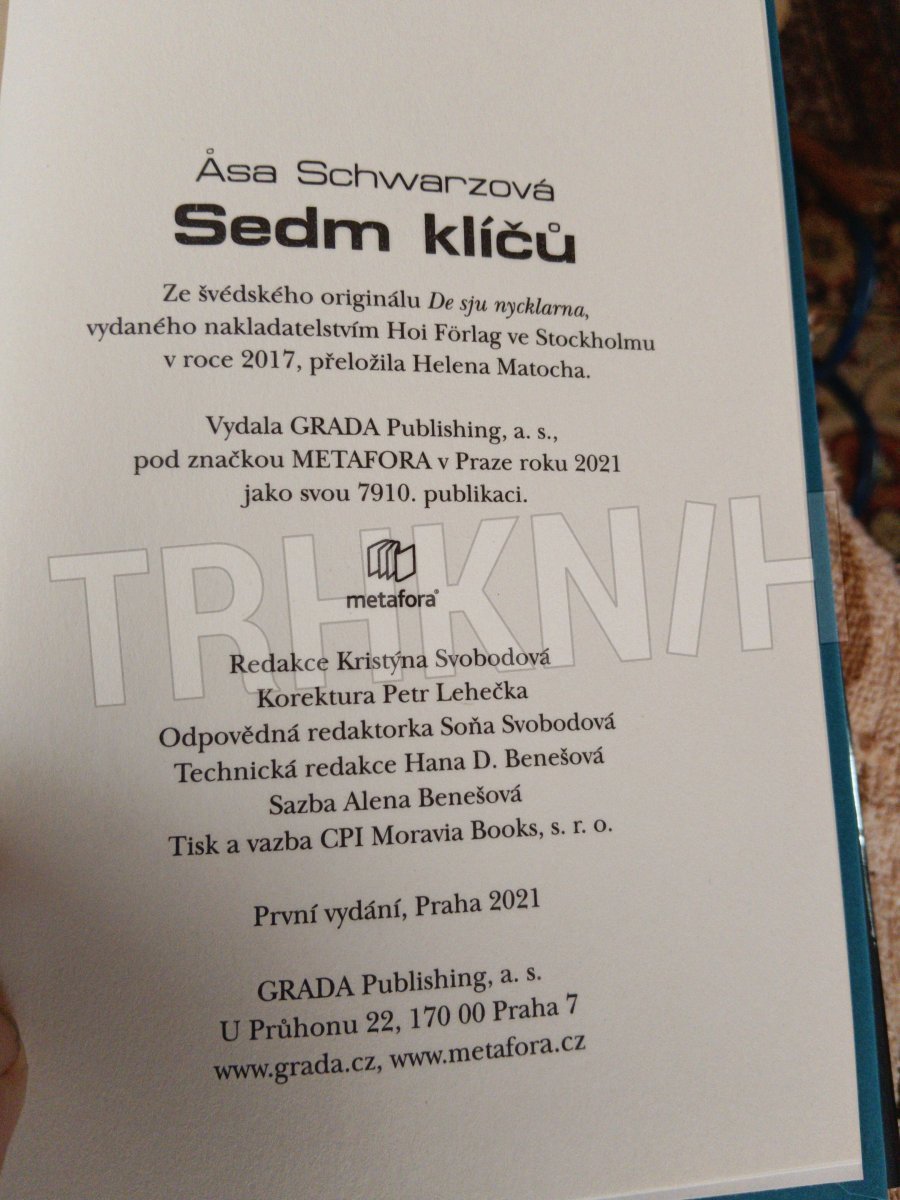 Åsa Schwarzová
Sedm klíčů
Ze švédského originálu De sju nycklarna,
vydaného nakladatelstvím Hoi Förlag ve Stockholmu
v roce 2017, přeložila Helena Matocha.
Vydala GRADA Publishing, a. s.,
pod značkou METAFORA v Praze roku 2021
jako svou 7910. publikaci.
TRHKNIH
metafora®
Redakce Kristýna Svobodová
Korektura Petr Lehečka
Odpovědná redaktorka Soňa Svobodová
Technická redakce Hana D. Benešová
Sazba Alena Benešová
Tisk a vazba CPI Moravia Books, s. r. o.
První vydání, Praha 2021
GRADA Publishing, a. s.
U Průhonu 22, 170 00 Praha 7
www.grada.cz, www.metafora.cz